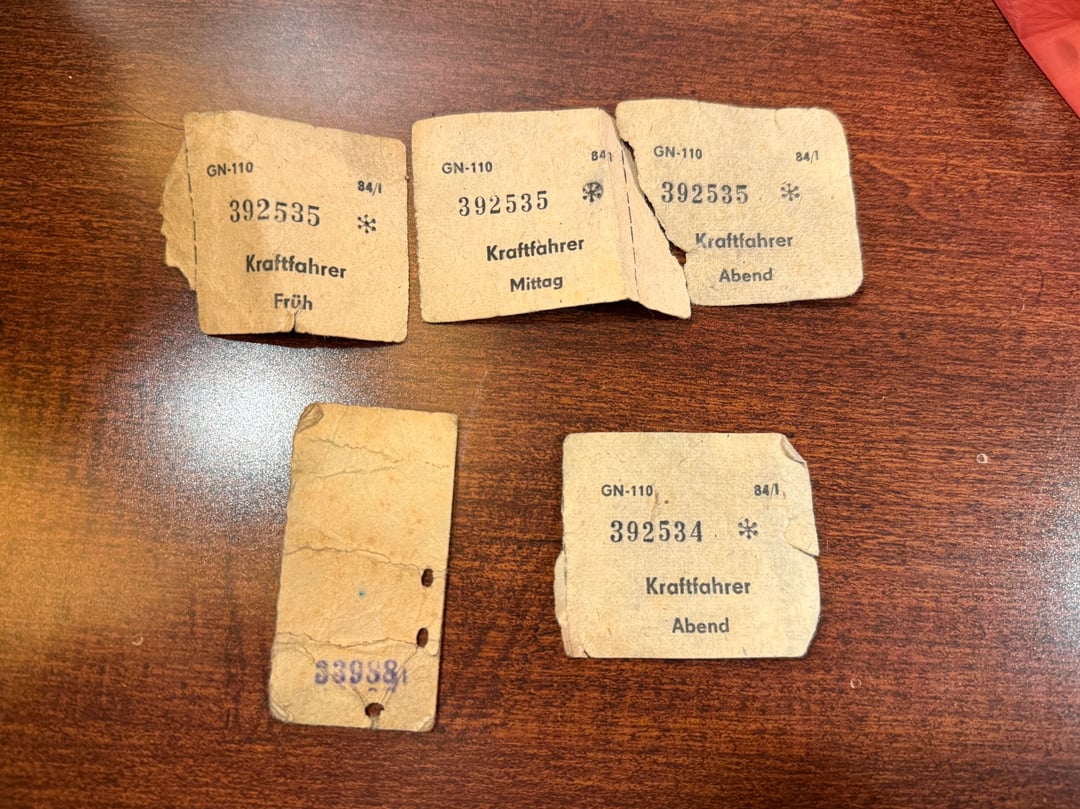 GN-110
84/I
392535 *
Kraftfahrer
Früh
GN-110
84
392535 *
Kraftfahrer
Mittag
GN-110
84/I
392535 *
Kraftfahrer
Abend
GN-110
84/I
392534 *
Kraftfahrer
Abend